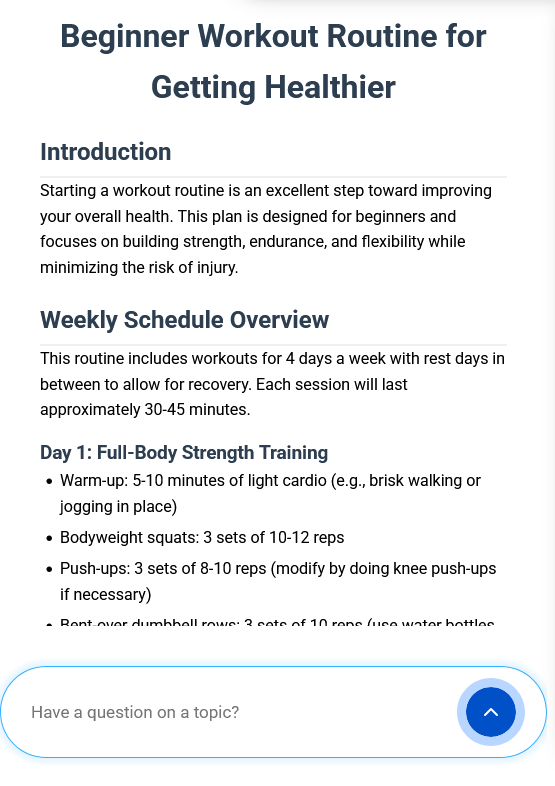 Beginner Workout Routine for
Getting Healthier
Introduction
Starting a workout routine is an excellent step toward improving
your overall health. This plan is designed for beginners and
focuses on building strength, endurance, and flexibility while
minimizing the risk of injury.
Weekly Schedule Overview
This routine includes workouts for 4 days a week with rest days in
between to allow for recovery. Each session will last
approximately 30-45 minutes.
Day 1: Full-Body Strength Training
• Warm-up: 5-10 minutes of light cardio (e.g., brisk walking or
jogging in place)
• Bodyweight squats: 3 sets of 10-12 reps
• Push-ups: 3 sets of 8-10 reps (modify by doing knee push-ups
if necessary)
• Bent-over dumbbell rows: 3 sets of 10 reps (use water bottles
Have a question on a topic?